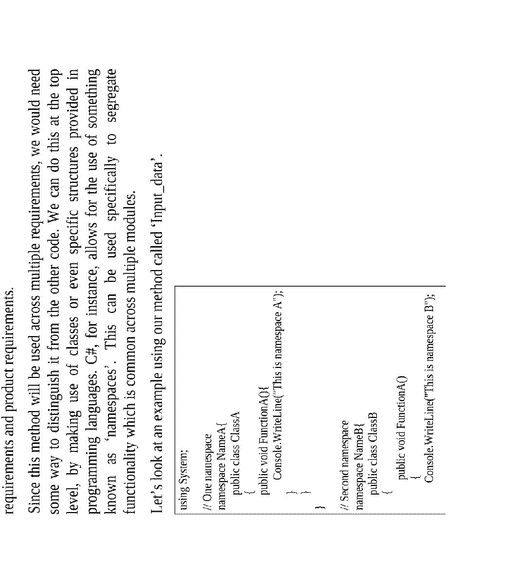 requirements and product requirements.
Since this method will be used across multiple requirements, we would need
some way to distinguish it from the other code. We can do this at the top
level, by making use of classes or even specific structures provided in
programming languages. C#, for instance, allows for the use of something
known as ‘namespaces’. This can be used specifically to segregate
functionality which is common across multiple modules.
Let’s look at an example using our method called ‘Input_data’.
using System;
// One namespace
namespace NameA{
public class ClassA
{
public void FunctionA(){
Console.WriteLine("This is namespace A");
}
}
}
// Second namespace
namespace NameB{
public class ClassB
{
public void FunctionA()
{
Console.WriteLine("This is namespace B");